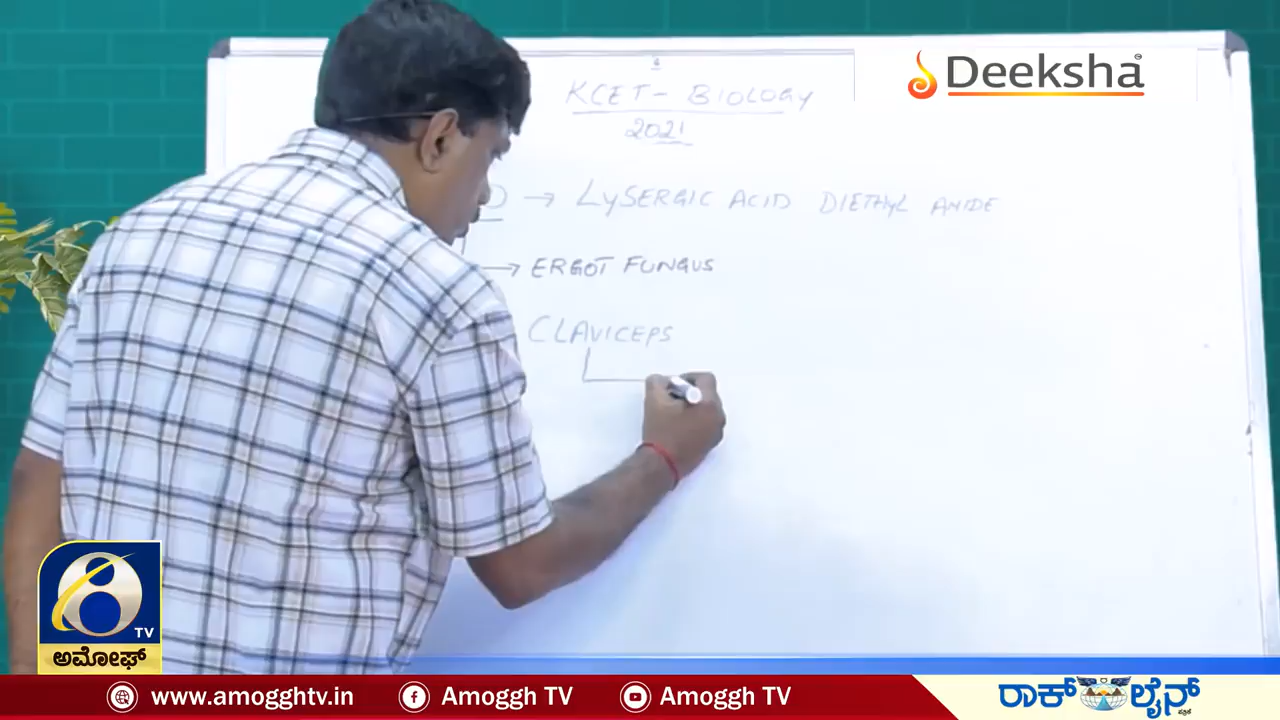 Deeksha
KCET - BIOLOGY
2021
D → LySERGIC ACID DIETHYL AMIDE
→ ERGOT FUNGUS
CLAVICEPS
TV
ಅಮೋಘ್
www.amogghtv.in
Amoggh TV
Amoggh TV
ರಾಕ್ ಲೈನ್